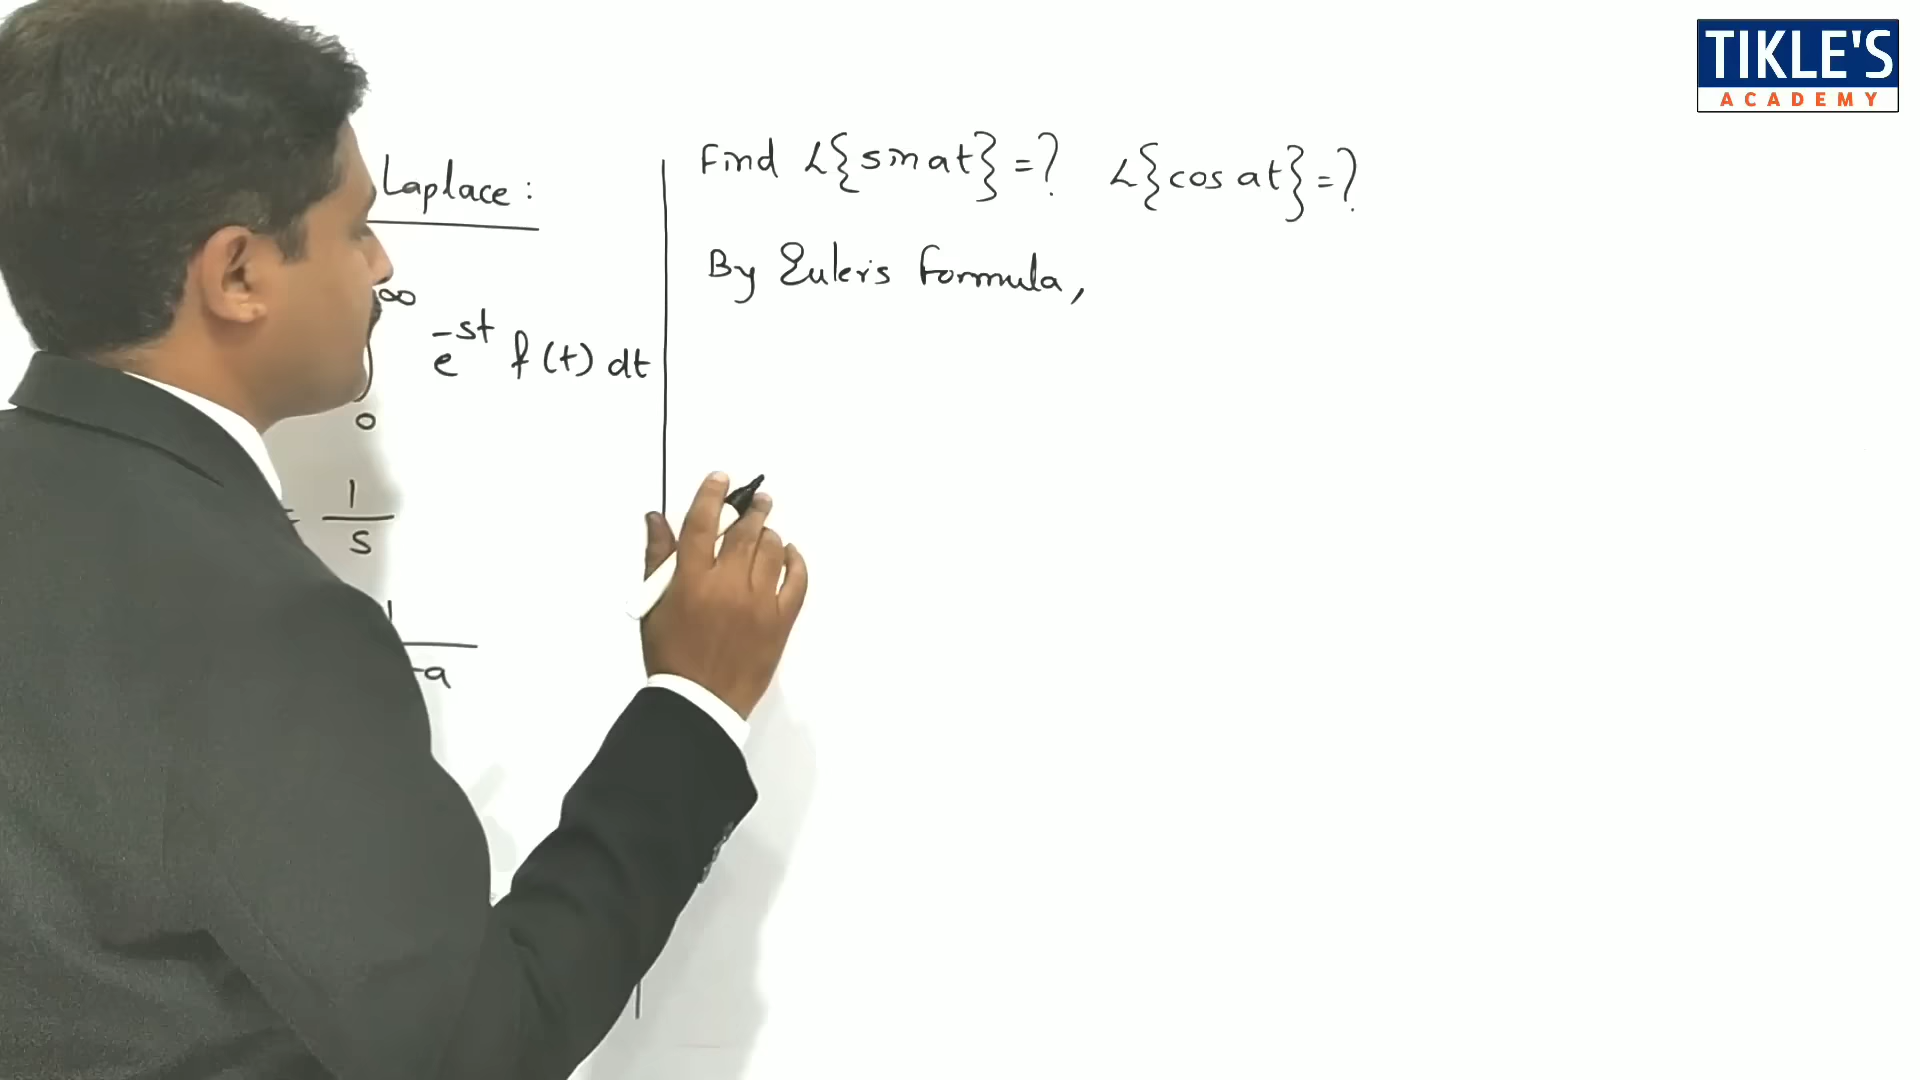 TIKLE'S
ACADEMY
Laplace :
∞
∫ e^-st f(t) dt
0
= 1/s
1/-a
Find L{sin at} = ? L{cos at} = ?
By Euler's Formula,